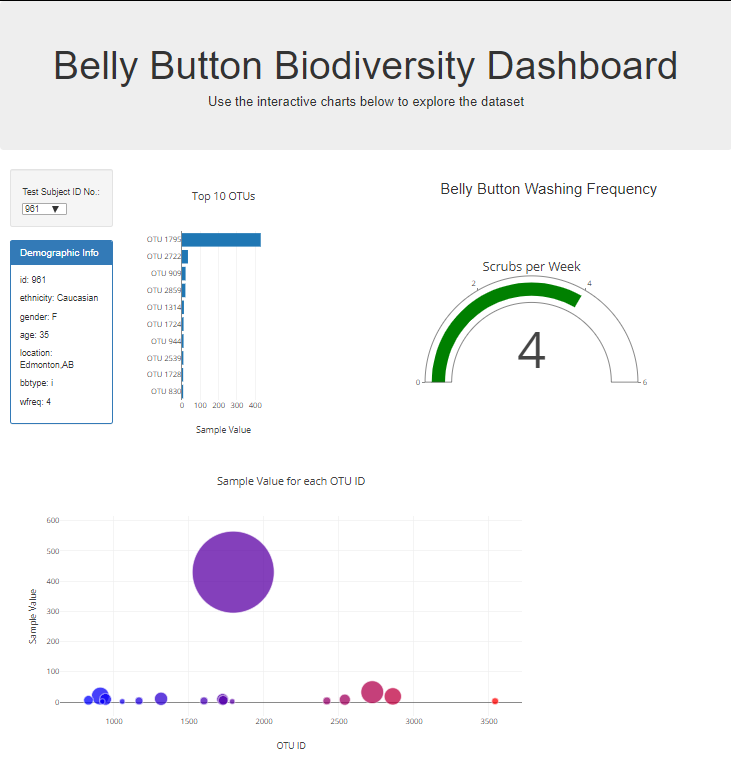 Belly Button Biodiversity Dashboard
Use the interactive charts below to explore the dataset
Test Subject ID No.:
961
Demographic Info
id: 961
ethnicity: Caucasian
gender: F
age: 35
location:
Edmonton,AB
bbtype: i
wfreq: 4
Top 10 OTUs
OTU 1795
OTU 2722
OTU 909
OTU 2859
OTU 1314
OTU 1724
OTU 944
OTU 2539
OTU 1728
OTU 830
0 100 200 300 400
Sample Value
Belly Button Washing Frequency
Scrubs per Week
2 4
4
0 6
Sample Value for each OTU ID
600
500
400
300
200
100
0
Sample Value
1000 1500 2000 2500 3000 3500
OTU ID